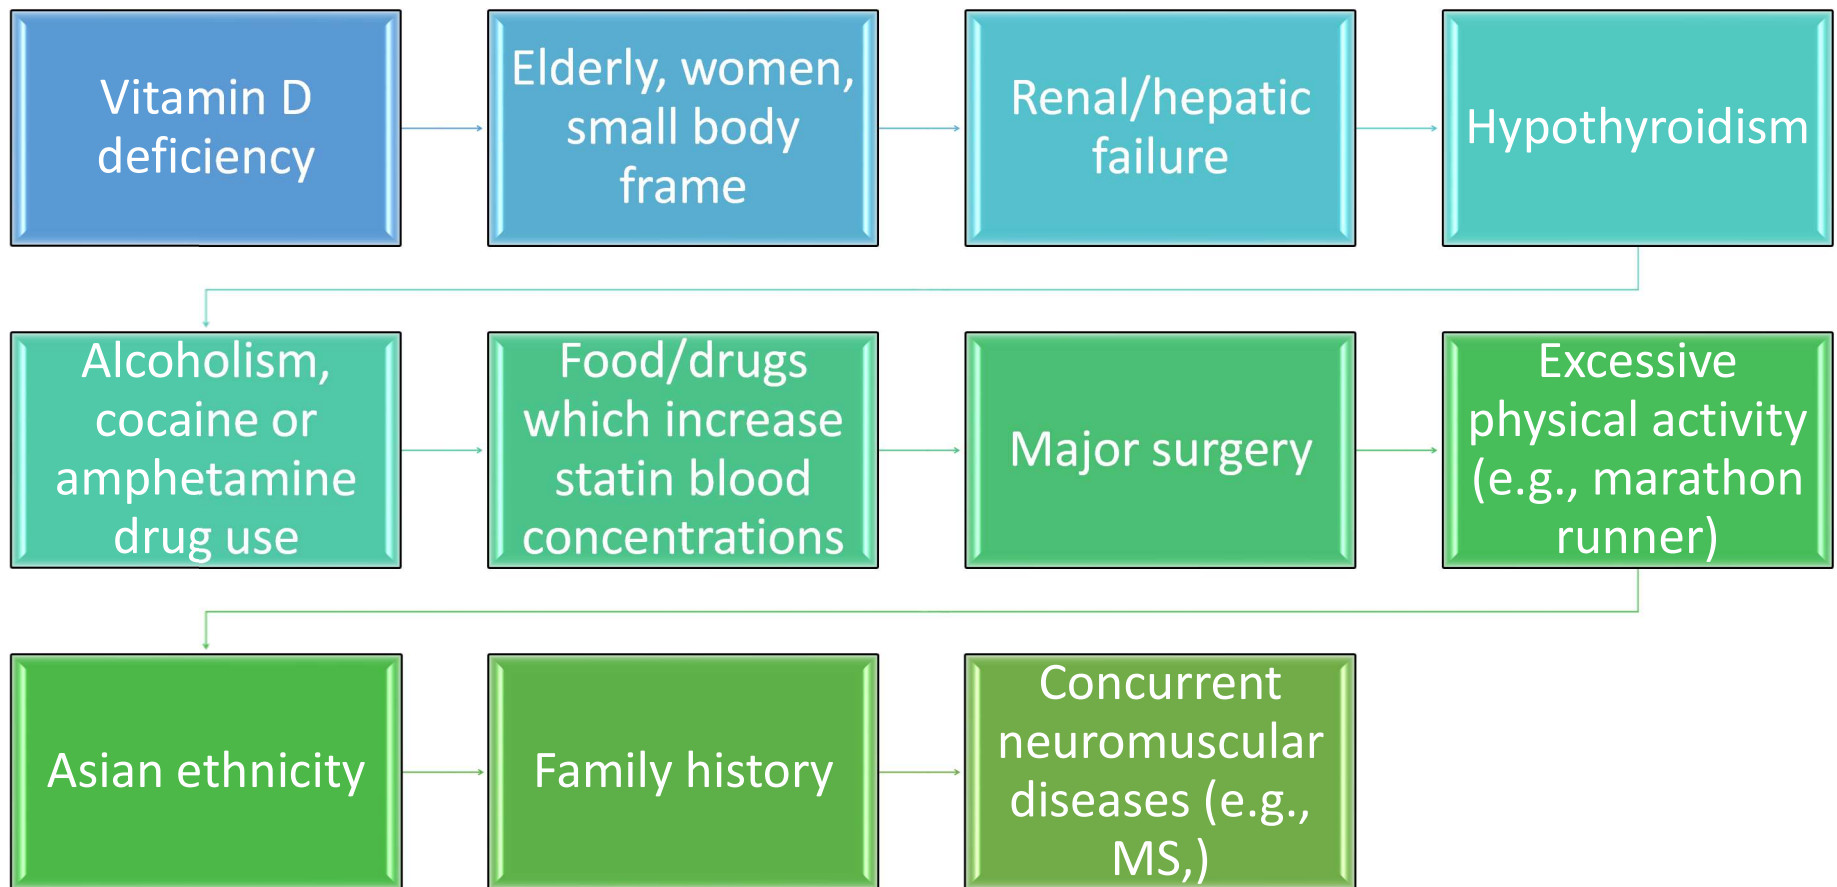 Vitamin D
deficiency
Elderly, women,
small body
frame
Renal/hepatic
failure
Hypothyroidism
Alcoholism,
cocaine or
amphetamine
drug use
Food/drugs
which increase
statin blood
concentrations
Major surgery
Excessive
physical activity
(e.g., marathon
runner)
Asian ethnicity
Family history
Concurrent
neuromuscular
diseases (e.g.,
MS,)